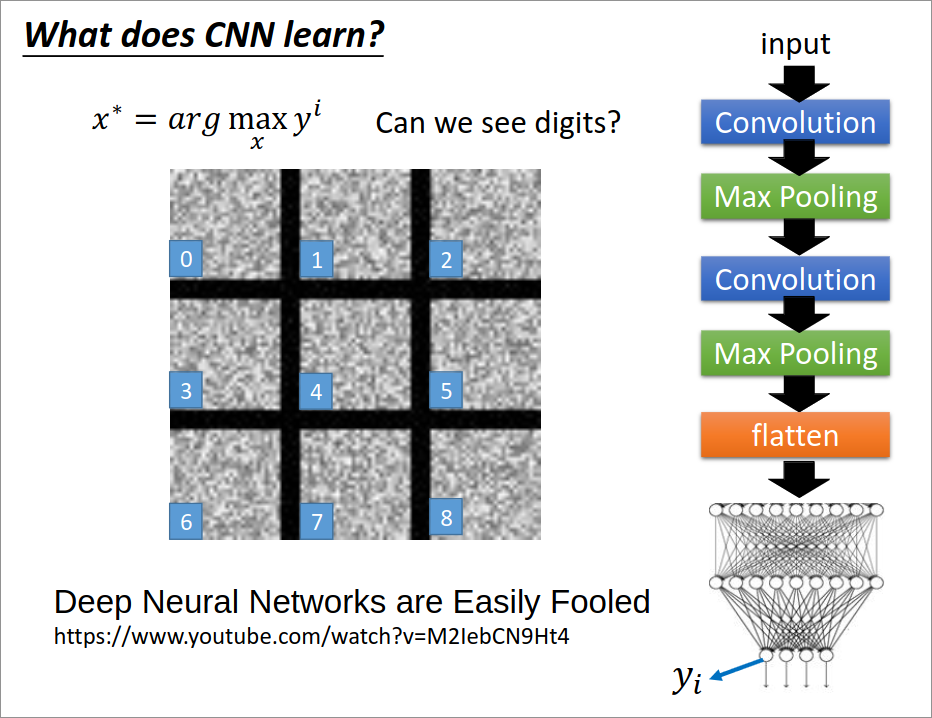 What does CNN learn?
x* = arg max_x y^i
Can we see digits?
0
1
2
3
4
5
6
7
8
Deep Neural Networks are Easily Fooled
https://www.youtube.com/watch?v=M2IebCN9Ht4
input
Convolution
Max Pooling
Convolution
Max Pooling
flatten
y_i